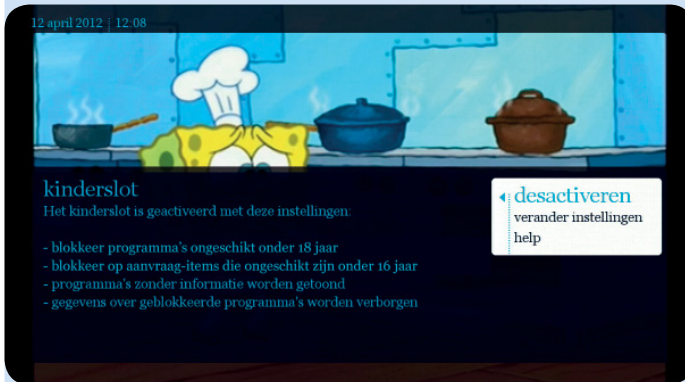 12 april 2012 | 12:08
kinderslot
Het kinderslot is geactiveerd met deze instellingen:
- blokkeer programma's ongeschikt onder 18 jaar
- blokkeer op aanvraag-items die ongeschikt zijn onder 16 jaar
- programma's zonder informatie worden getoond
- gegevens over geblokkeerde programma's worden verborgen
desactiveren
verander instellingen
help